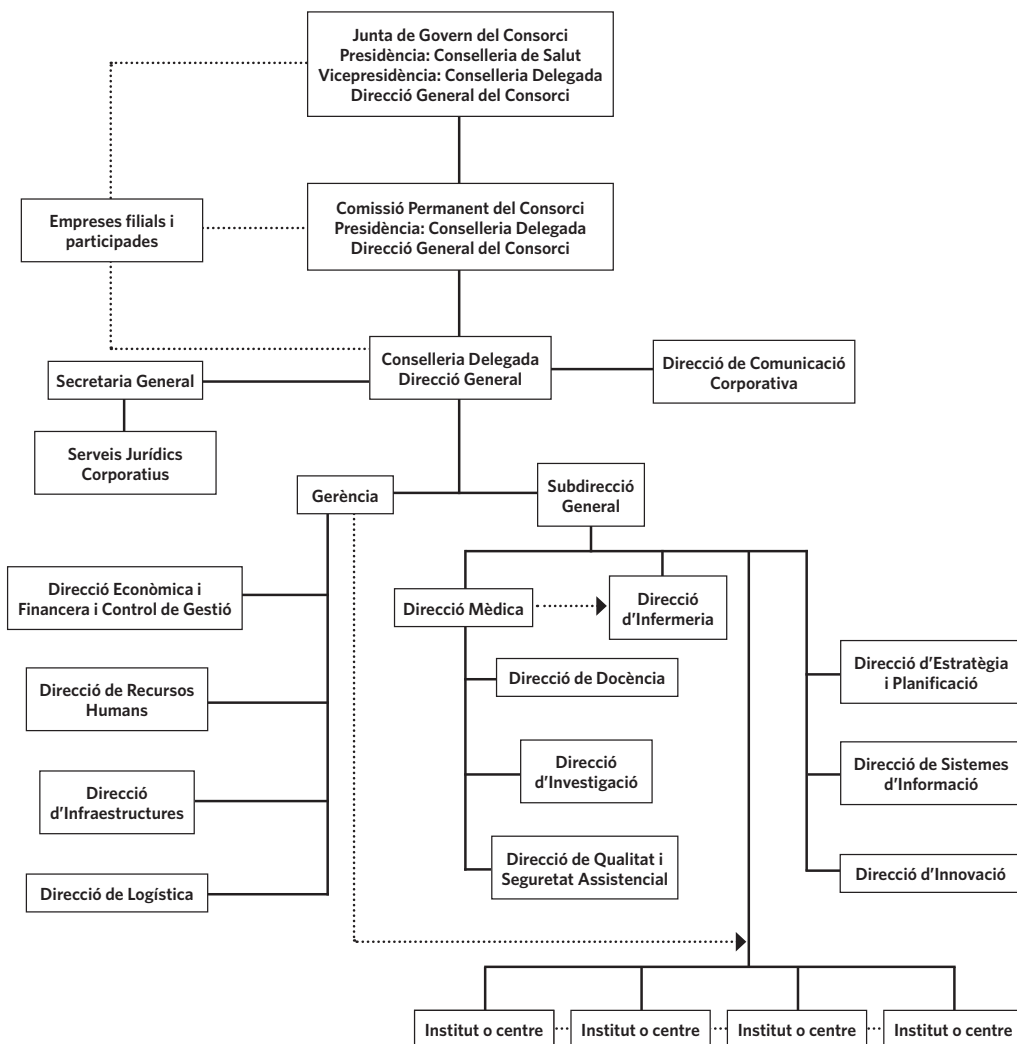 Junta de Govern del Consorci
Presidència: Conselleria de Salut
Vicepresidència: Conselleria Delegada
Direcció General del Consorci
Empreses filials i
participades
Comissió Permanent del Consorci
Presidència: Conselleria Delegada
Direcció General del Consorci
Conselleria Delegada
Direcció General
Secretaria General
Direcció de Comunicació
Corporativa
Serveis Jurídics
Corporatius
Gerència
Subdirecció
General
Direcció Econòmica i
Financera i Control de Gestió
Direcció de Recursos
Humans
Direcció
d'Infraestructures
Direcció de Logística
Direcció Mèdica
Direcció
d'Infermeria
Direcció de Docència
Direcció
d'Investigació
Direcció de Qualitat i
Seguretat Assistencial
Direcció d'Estratègia
i Planificació
Direcció de Sistemes
d'Informació
Direcció d'Innovació
Institut o centre
Institut o centre
Institut o centre
Institut o centre